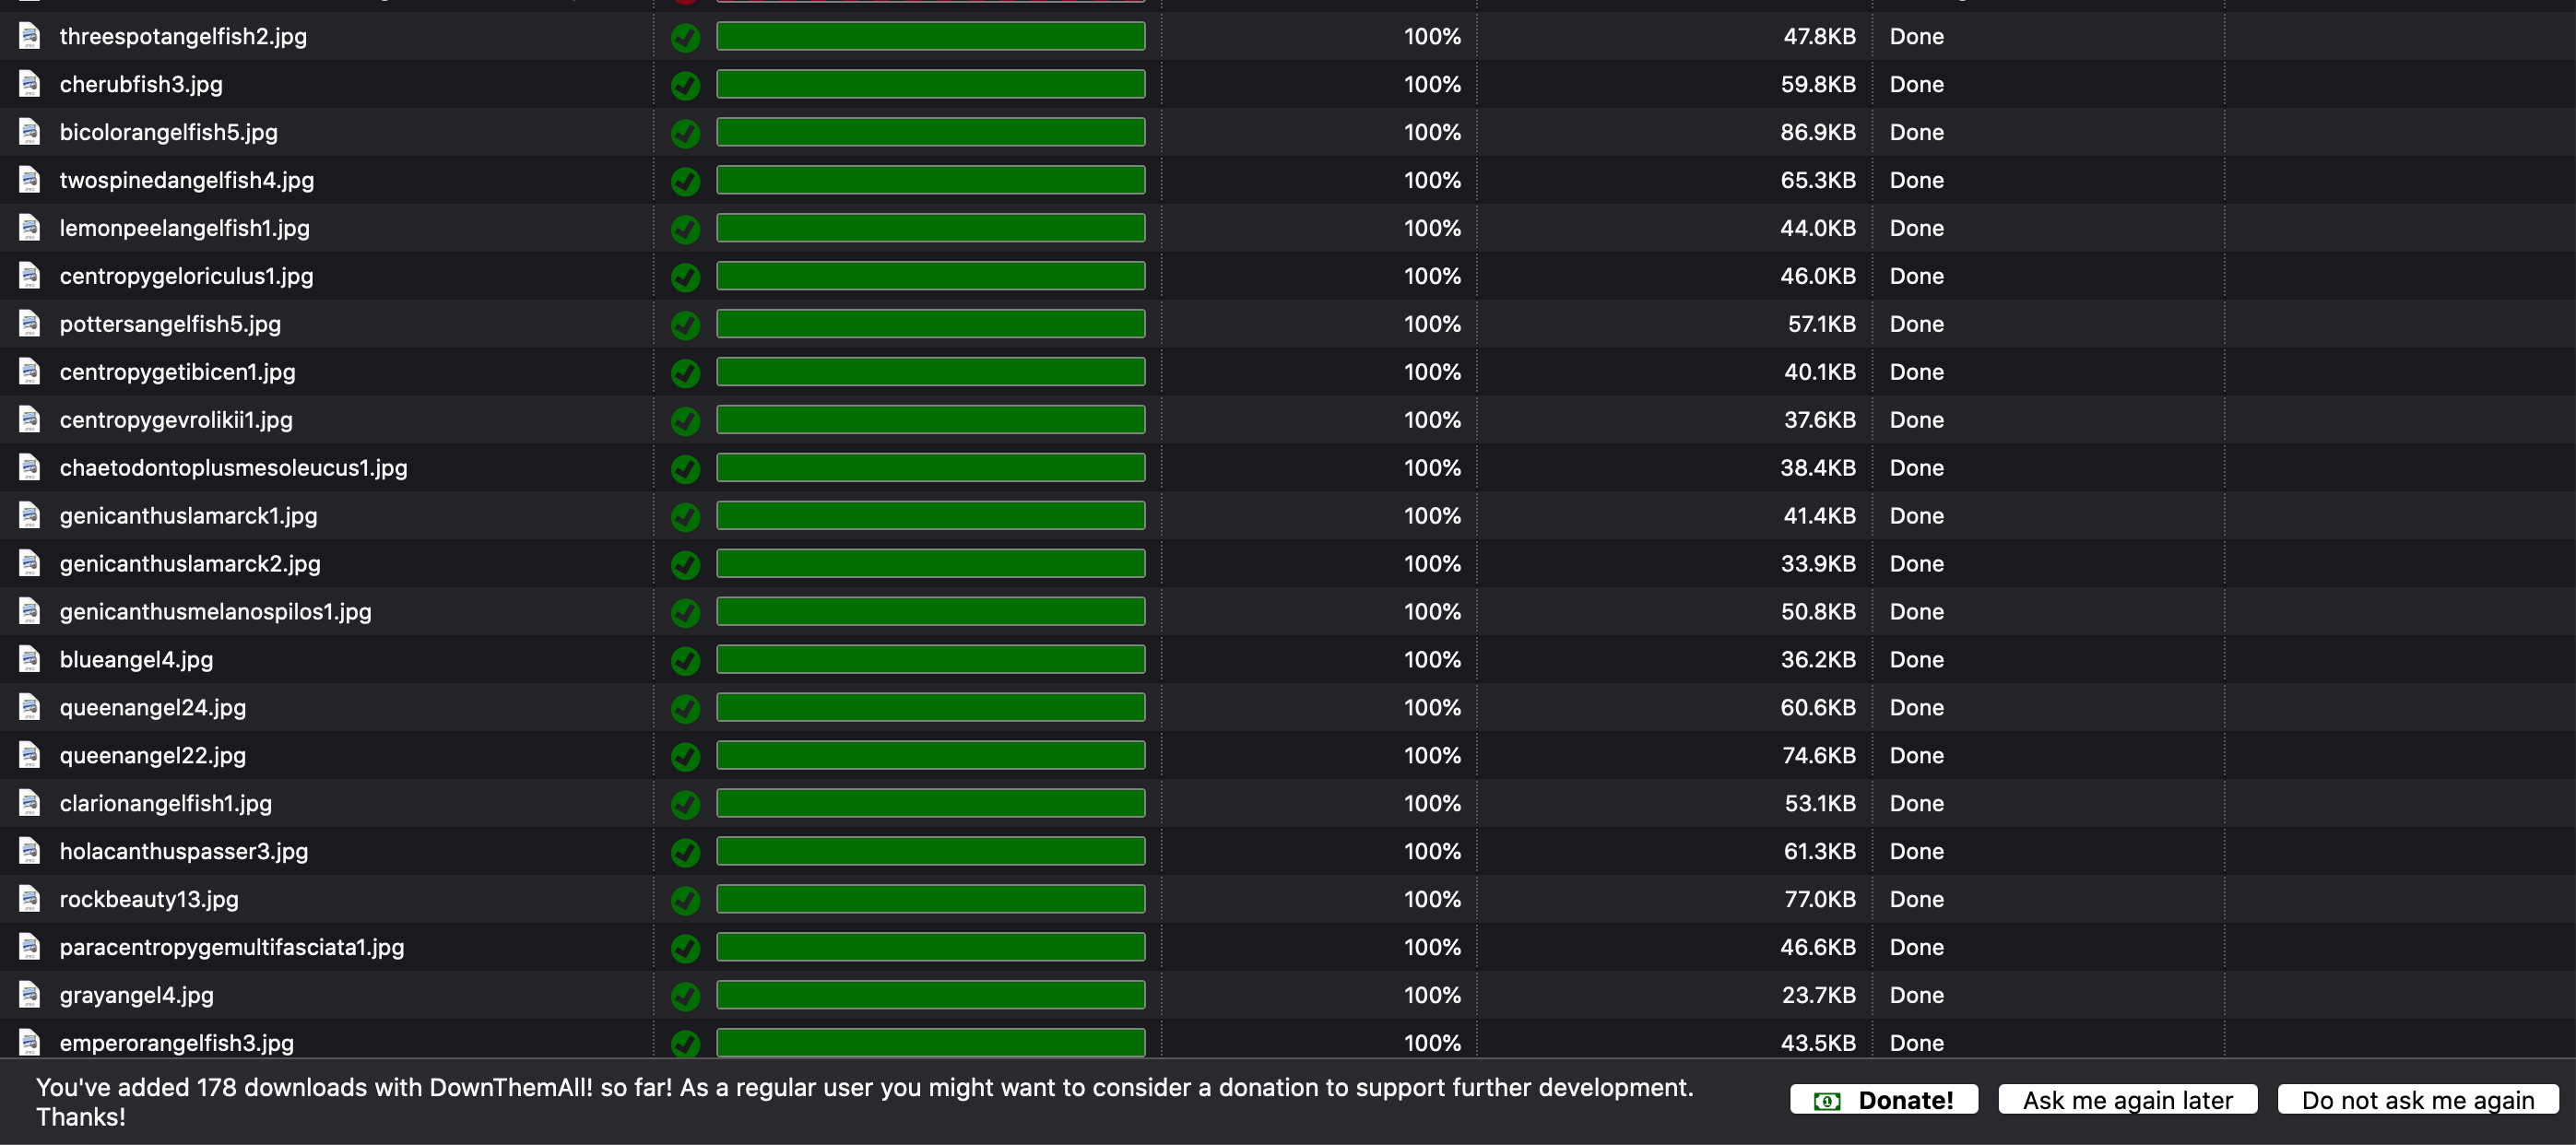 threespotangelfish2.jpg 100% 47.8KB Done
cherubfish3.jpg 100% 59.8KB Done
bicolorangelfish5.jpg 100% 86.9KB Done
twospinedangelfish4.jpg 100% 65.3KB Done
lemonpeelangelfish1.jpg 100% 44.0KB Done
centropygeloriculus1.jpg 100% 46.0KB Done
pottersangelfish5.jpg 100% 57.1KB Done
centropygetibicen1.jpg 100% 40.1KB Done
centropygevrolikii1.jpg 100% 37.6KB Done
chaetodontoplusmesoleucus1.jpg 100% 38.4KB Done
genicanthuslamarck1.jpg 100% 41.4KB Done
genicanthuslamarck2.jpg 100% 33.9KB Done
genicanthusmelanospilos1.jpg 100% 50.8KB Done
blueangel4.jpg 100% 36.2KB Done
queenangel24.jpg 100% 60.6KB Done
queenangel22.jpg 100% 74.6KB Done
clarionangelfish1.jpg 100% 53.1KB Done
holacanthuspasser3.jpg 100% 61.3KB Done
rockbeauty13.jpg 100% 77.0KB Done
paracentropygemultifasciata1.jpg 100% 46.6KB Done
grayangel4.jpg 100% 23.7KB Done
emperorangelfish3.jpg 100% 43.5KB Done
You've added 178 downloads with DownThemAll! so far! As a regular user you might want to consider a donation to support further development.
Thanks!
Donate! Ask me again later Do not ask me again